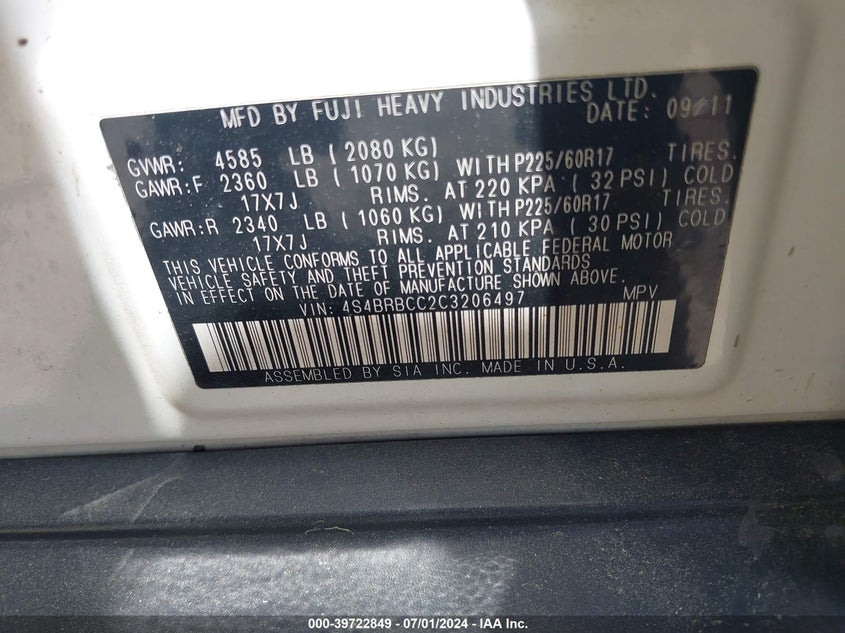 MFD BY FUJI HEAVY INDUSTRIES LTD.
DATE: 09/11
GVWR: 4585 LB ( 2080 KG)
GAWR:F 2360 LB ( 1070 KG) WITH P225/60R17 TIRES.
17X7J RIMS. AT 220 KPA ( 32 PSI) COLD
GAWR:R 2340 LB ( 1060 KG) WITH P225/60R17 TIRES.
17X7J RIMS. AT 210 KPA ( 30 PSI) COLD
THIS VEHICLE CONFORMS TO ALL APPLICABLE FEDERAL MOTOR
VEHICLE SAFETY AND THEFT PREVENTION STANDARDS
IN EFFECT ON THE DATE OF MANUFACTURE SHOWN ABOVE.
VIN: 4S4BRBCC2C3206497 MPV
ASSEMBLED BY SIA INC. MADE IN U.S.A.
000-39722849 - 07/01/2024 - IAA Inc.